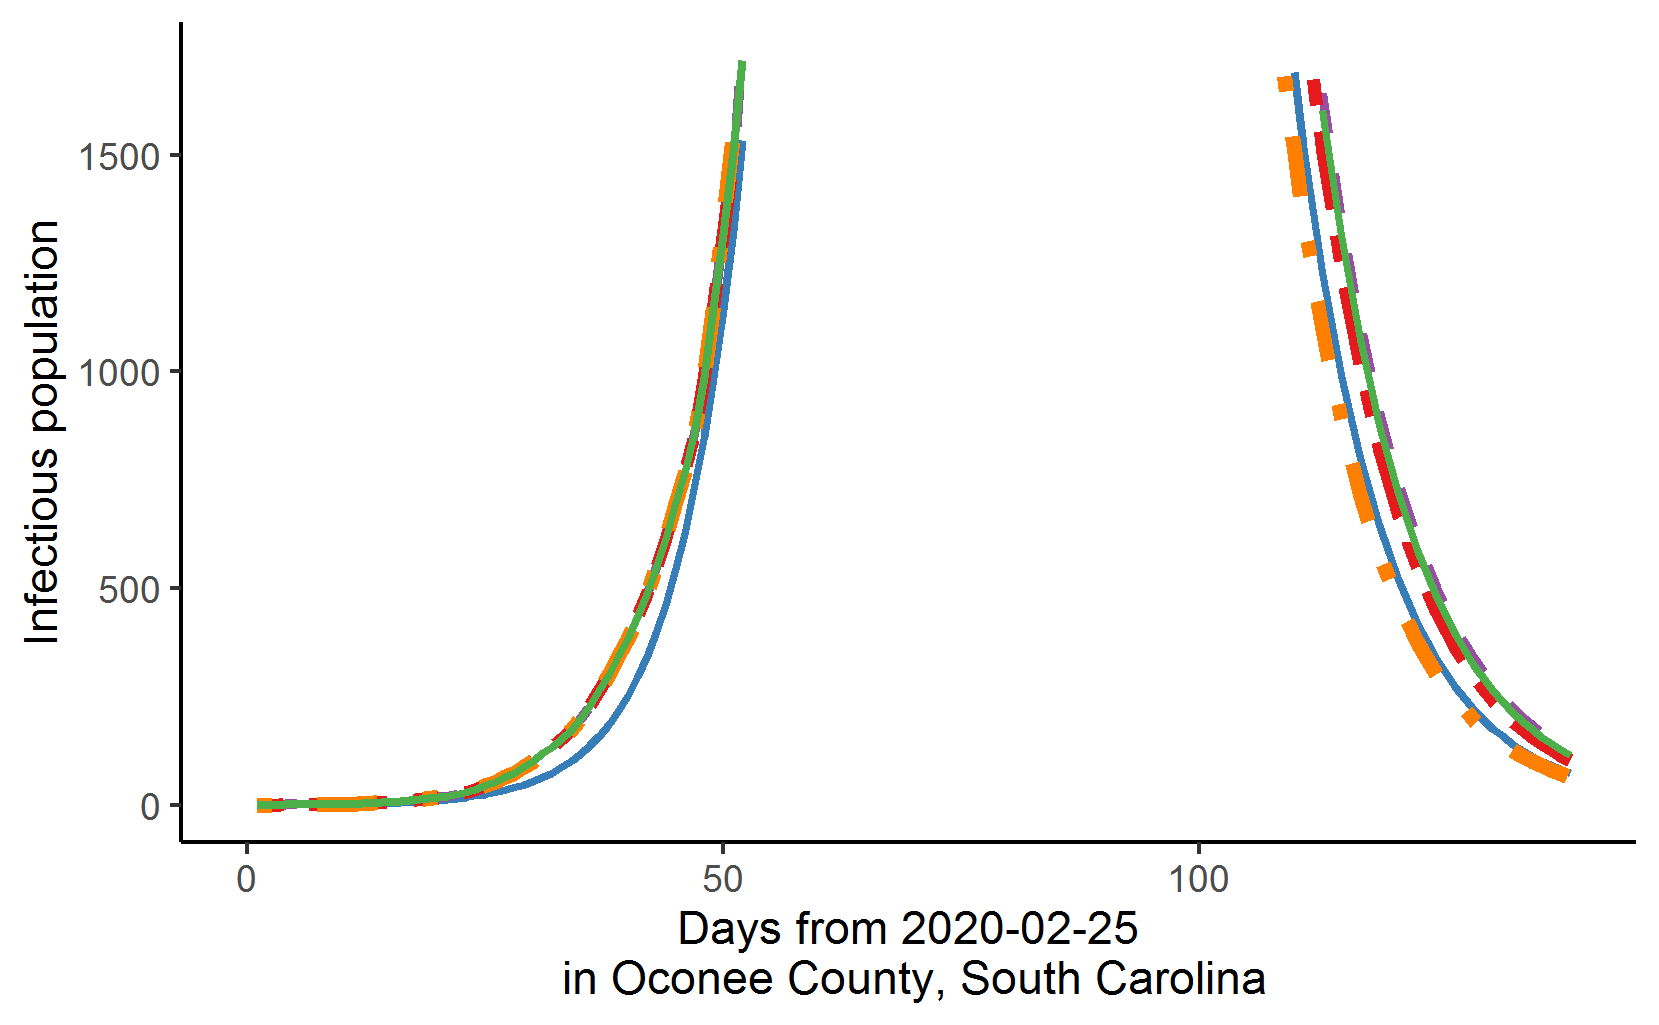 Infectious population
1500
1000
500
0
0 50 100
Days from 2020-02-25
in Oconee County, South Carolina